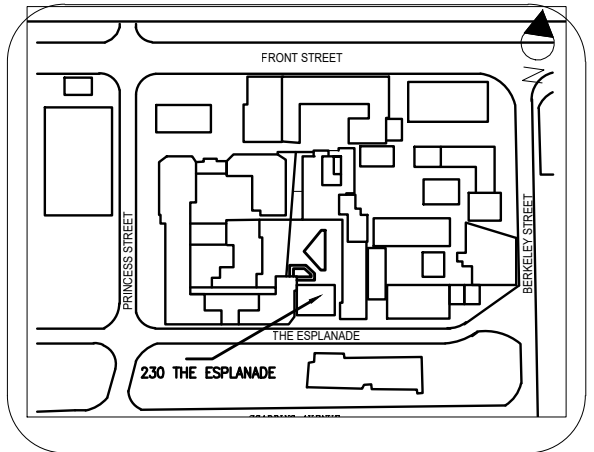 FRONT STREET
N
PRINCESS STREET
BERKELEY STREET
THE ESPLANADE
230 THE ESPLANADE